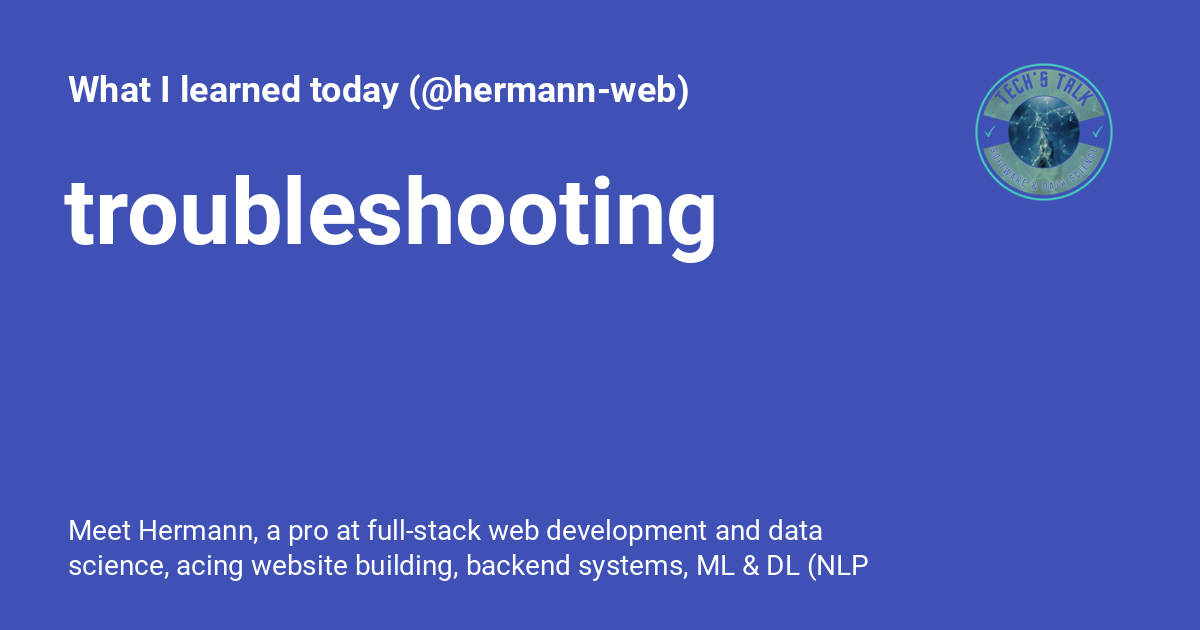 What I learned today (@hermann-web)
TECH'S TALK
SOFTWARE & DATA SCIENCE
troubleshooting
Meet Hermann, a pro at full-stack web development and data
science, acing website building, backend systems, ML & DL (NLP